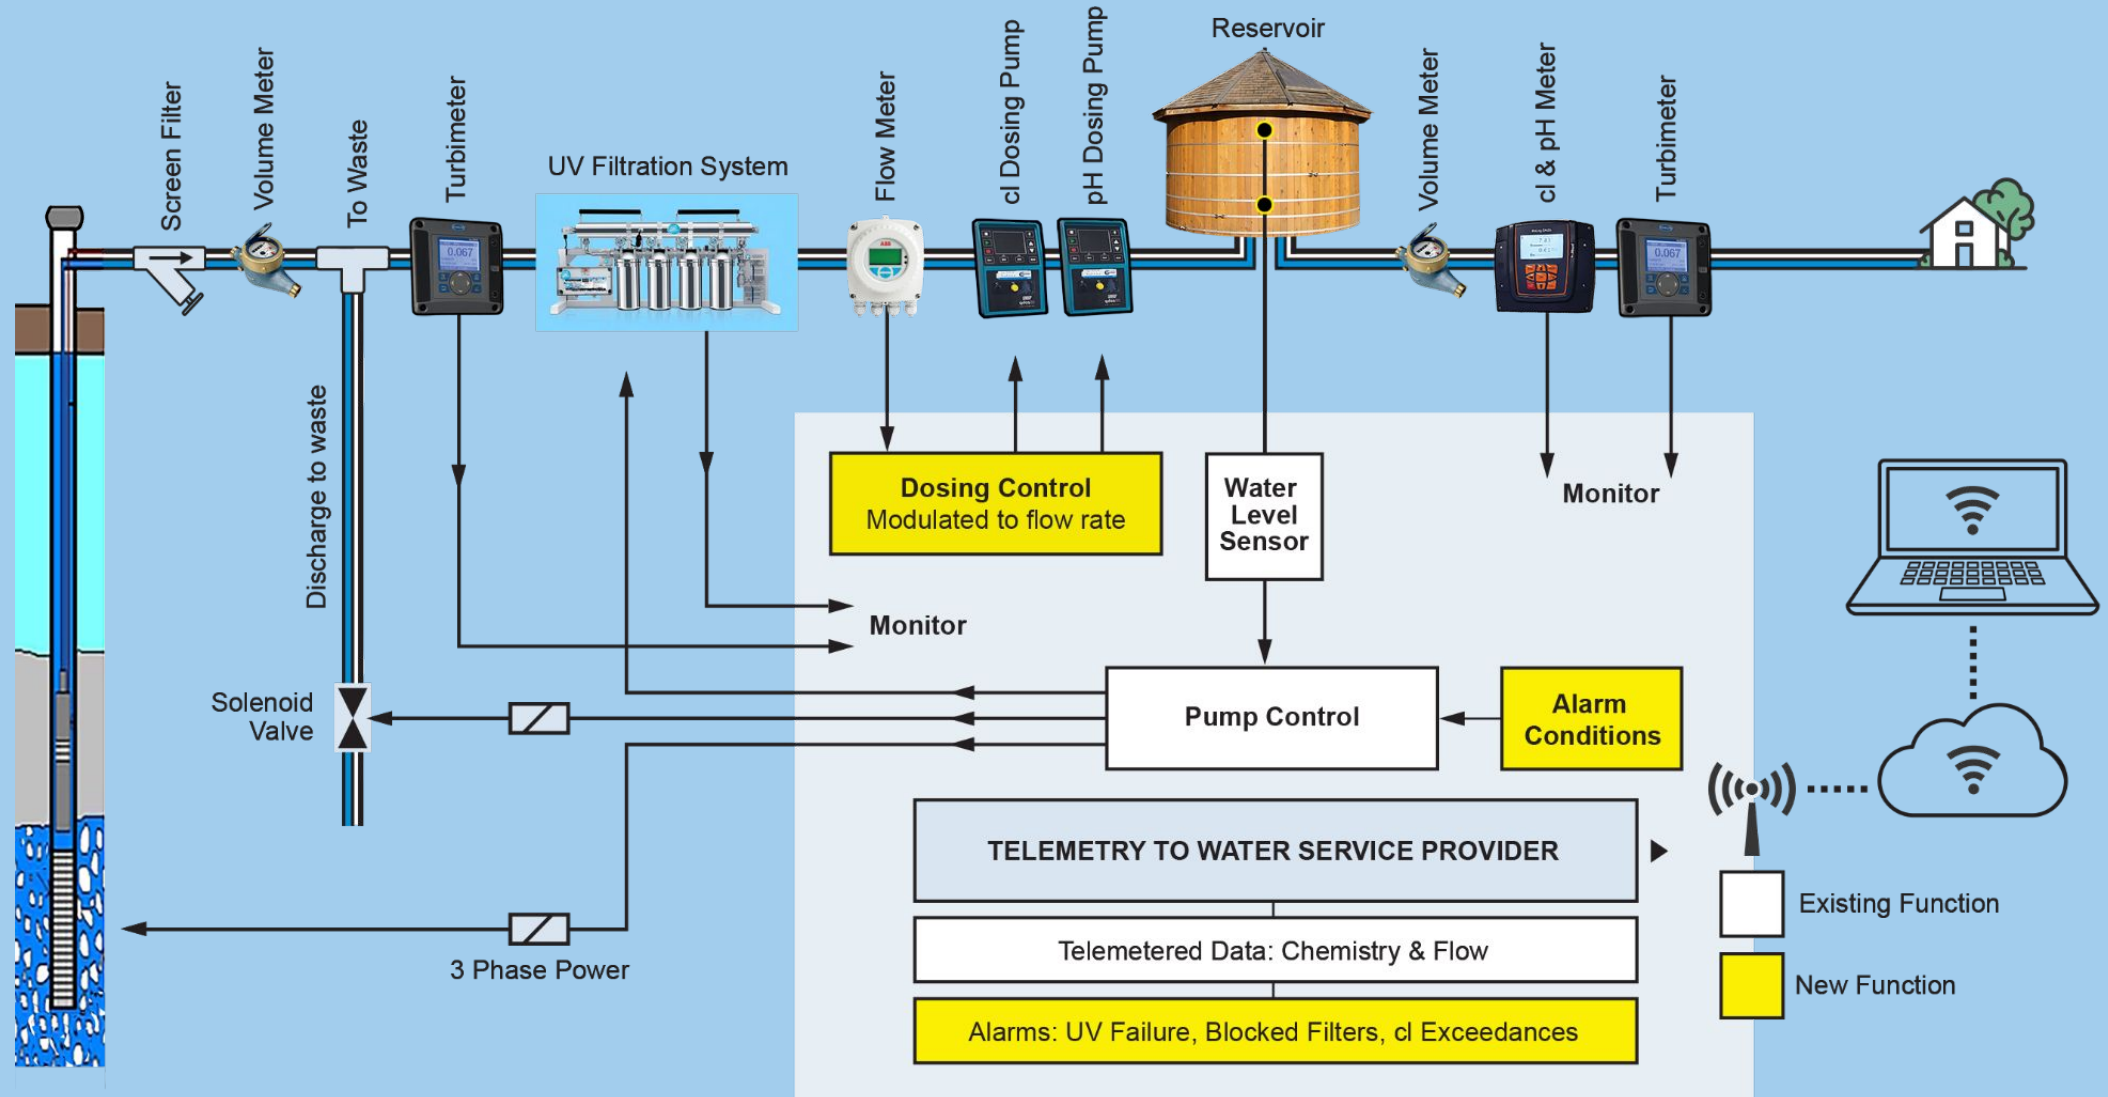 Screen Filter
Volume Meter
To Waste
Turbimeter
UV Filtration System
Flow Meter
cl Dosing Pump
pH Dosing Pump
Reservoir
Volume Meter
cl & pH Meter
Turbimeter
0.067
ABB
0.067
Discharge to waste
Dosing Control
Modulated to flow rate
Water
Level
Sensor
Monitor
Monitor
Solenoid
Valve
Pump Control
Alarm
Conditions
TELEMETRY TO WATER SERVICE PROVIDER
Existing Function
Telemetered Data: Chemistry & Flow
3 Phase Power
New Function
Alarms: UV Failure, Blocked Filters, cl Exceedances